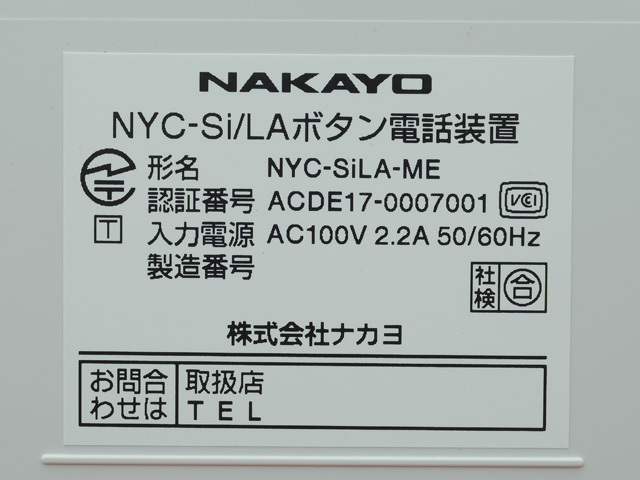 NAKAYO
NYC-Si/LAボタン電話装置
形名 NYC-SiLA-ME
認証番号 ACDE17-0007001 VCI
T 入力電源 AC100V 2.2A 50/60Hz
製造番号
社検 合
株式会社ナカヨ
お問合わせは 取扱店
TEL